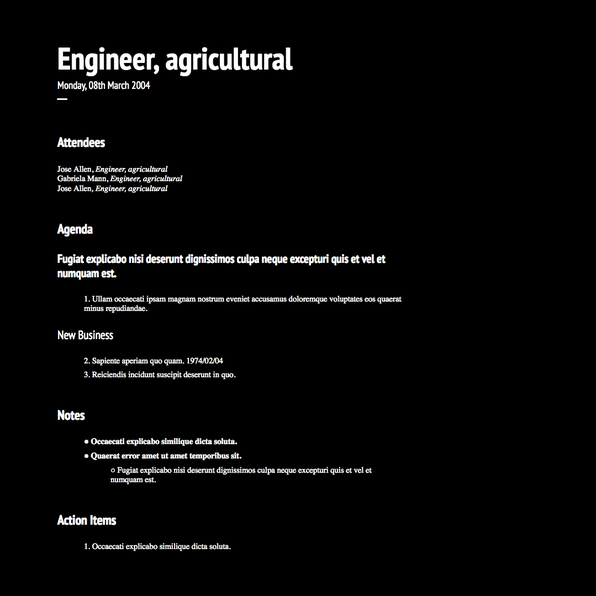 Engineer, agricultural
Monday, 08th March 2004
Attendees
Jose Allen, Engineer, agricultural
Gabriela Mann, Engineer, agricultural
Jose Allen, Engineer, agricultural
Agenda
Fugiat explicabo nisi deserunt dignissimos culpa neque excepturi quis et vel et
numquam est.
1. Ullam occaecati ipsam magnam nostrum eveniet accusamus doloremque voluptates eos quaerat
minus repudiandae.
New Business
2. Sapiente aperiam quo quam. 1974/02/04
3. Reiciendis incidunt suscipit deserunt in quo.
Notes
● Occaecati explicabo similique dicta soluta.
● Quaerat error amet ut amet temporibus sit.
○ Fugiat explicabo nisi deserunt dignissimos culpa neque excepturi quis et vel et
numquam est.
Action Items
1. Occaecati explicabo similique dicta soluta.